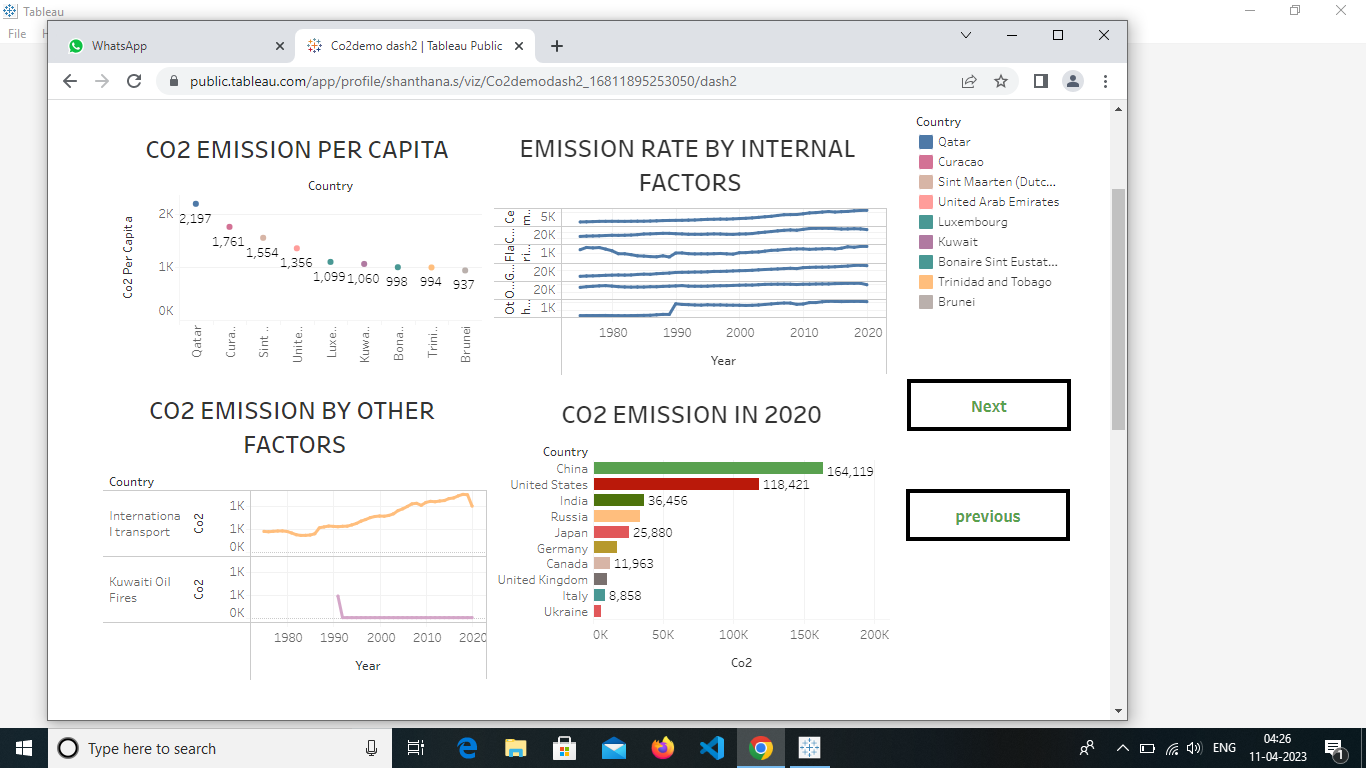 Tableau
File
WhatsApp
Co2demo dash2 | Tableau Public
public.tableau.com/app/profile/shanthana.s/viz/Co2demodash2_16811895253050/dash2
CO2 EMISSION PER CAPITA
Country
Co2 Per Capita
2K
1K
0K
2,197
1,761
1,554
1,356
1,099
1,060
998
994
937
Qatar
Cura..
Sint ..
Unite..
Luxe..
Kuwa..
Bona..
Trini..
Brunei
EMISSION RATE BY INTERNAL
FACTORS
Ce
m..
C...
Fla
ri..
G...
O...
Ot
h...
5K
20K
1K
20K
20K
1K
1980
1990
2000
2010
2020
Year
Country
Qatar
Curacao
Sint Maarten (Dutc...
United Arab Emirates
Luxembourg
Kuwait
Bonaire Sint Eustat...
Trinidad and Tobago
Brunei
Next
previous
CO2 EMISSION BY OTHER
FACTORS
Country
Internationa
l transport
Co2
1K
1K
0K
Kuwaiti Oil
Fires
Co2
1K
1K
0K
1980
1990
2000
2010
2020
Year
CO2 EMISSION IN 2020
Country
China
164,119
United States
118,421
India
36,456
Russia
Japan
25,880
Germany
Canada
11,963
United Kingdom
Italy
8,858
Ukraine
0K
50K
100K
150K
200K
Co2
Type here to search
ENG
04:26
11-04-2023
1